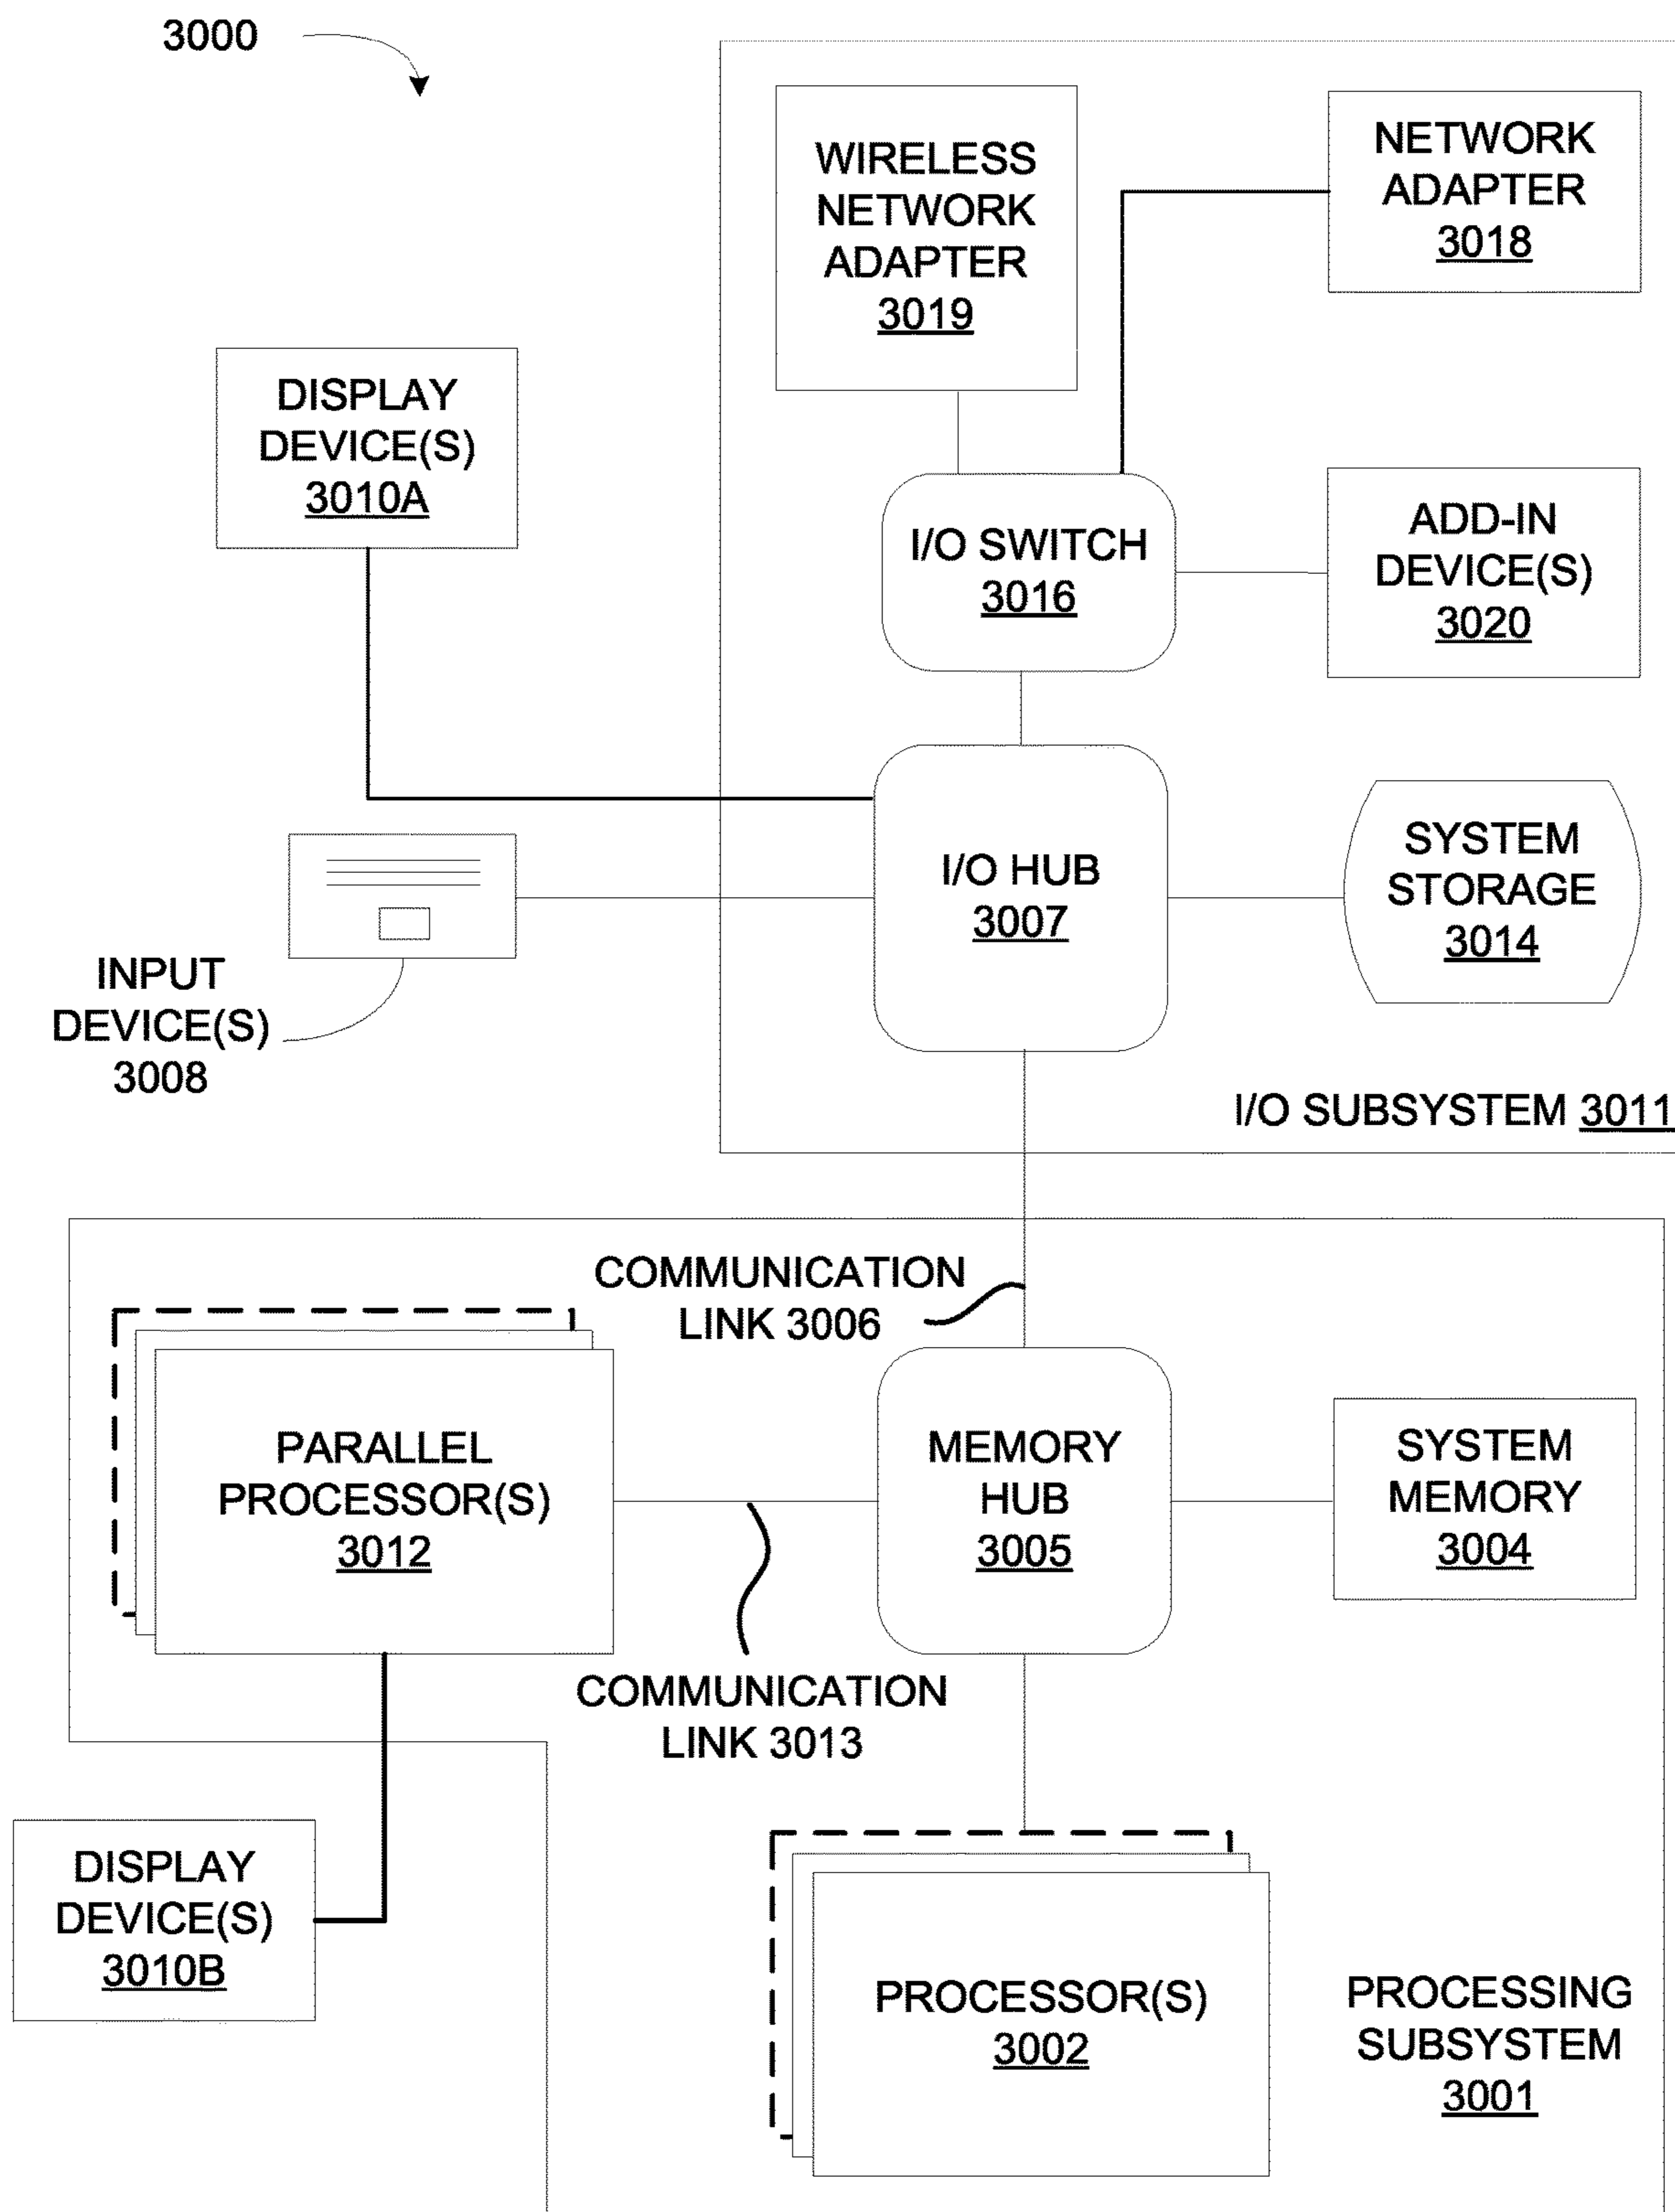 3000
WIRELESS
NETWORK
ADAPTER
3019
NETWORK
ADAPTER
3018
DISPLAY
DEVICE(S)
3010A
I/O SWITCH
3016
ADD-IN
DEVICE(S)
3020
I/O HUB
3007
SYSTEM
STORAGE
3014
INPUT
DEVICE(S)
3008
I/O SUBSYSTEM 3011
COMMUNICATION
LINK 3006
PARALLEL
PROCESSOR(S)
3012
MEMORY
HUB
3005
SYSTEM
MEMORY
3004
COMMUNICATION
LINK 3013
DISPLAY
DEVICE(S)
3010B
PROCESSOR(S)
3002
PROCESSING
SUBSYSTEM
3001